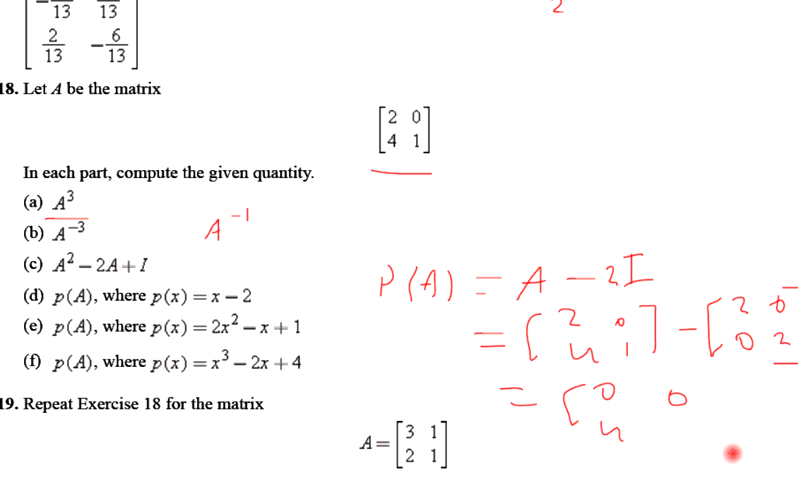 13 13
2/13 -6/13
2
18. Let A be the matrix
[2 0
4 1]
In each part, compute the given quantity.
(a) A³
(b) A⁻³
A⁻¹
(c) A² – 2A + I
(d) p(A), where p(x) = x – 2
(e) p(A), where p(x) = 2x² – x + 1
(f) p(A), where p(x) = x³ – 2x + 4
P(A) = A – 2I
= [2 0
4 1] – [2 0
0 2
= [0 0
4
19. Repeat Exercise 18 for the matrix
A = [3 1
2 1]